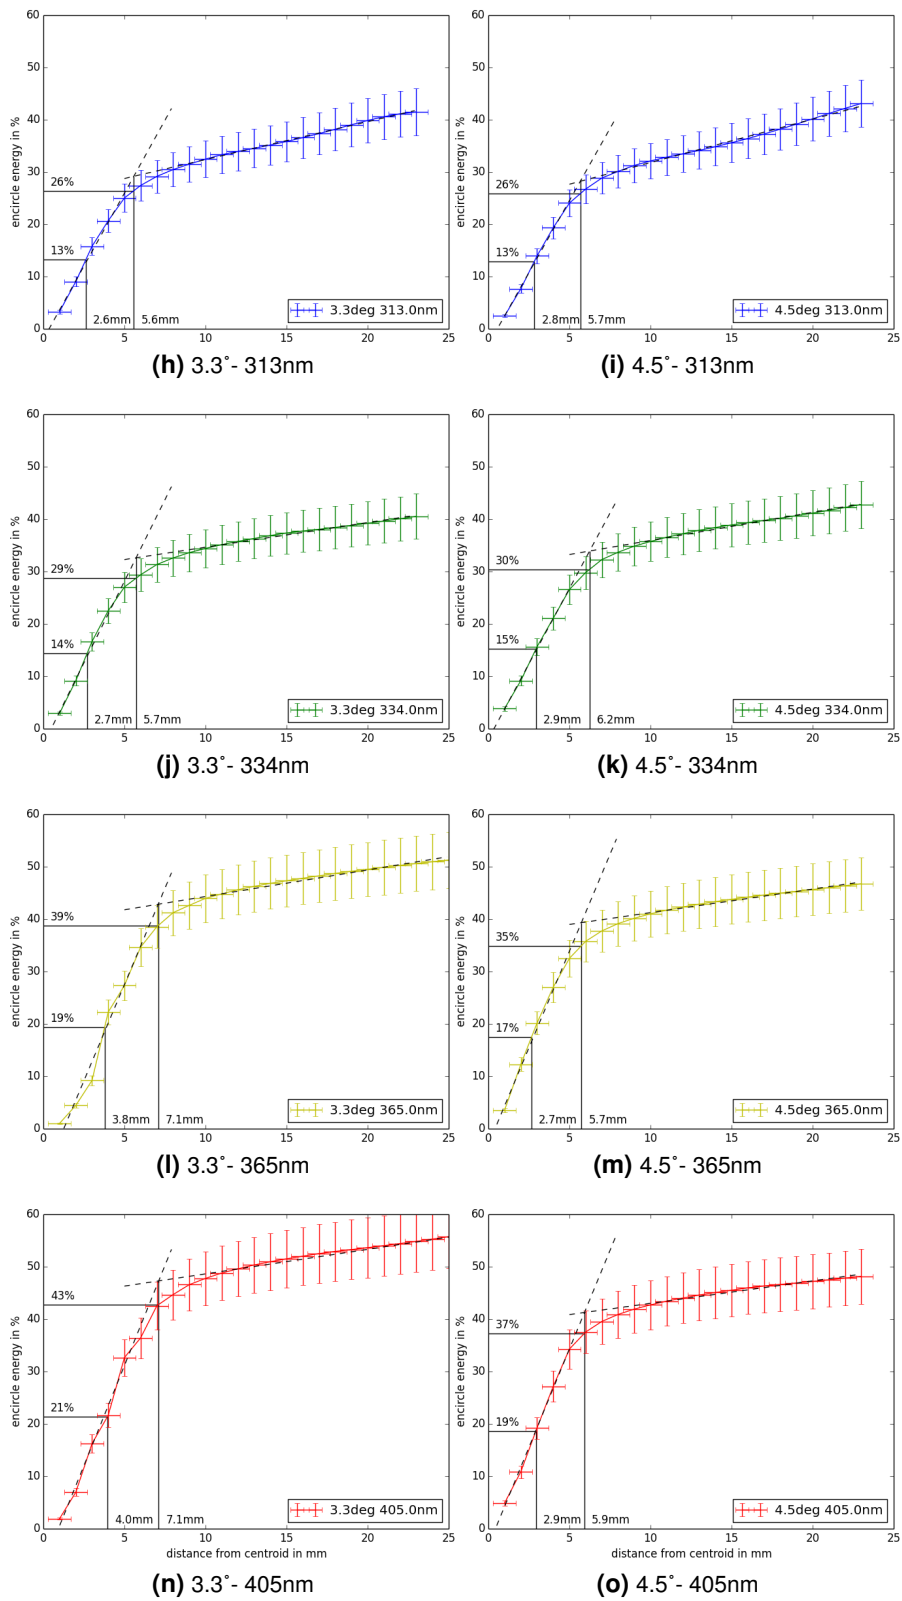 60
50
40
30
20
10
0
encircle energy in %
26%
13%
2.6mm
5.6mm
3.3deg 313.0nm
0 5 10 15 20 25
(h) 3.3˚- 313nm
60
50
40
30
20
10
0
encircle energy in %
26%
13%
2.8mm
5.7mm
4.5deg 313.0nm
0 5 10 15 20 25
(i) 4.5˚- 313nm
60
50
40
30
20
10
0
encircle energy in %
29%
14%
2.7mm
5.7mm
3.3deg 334.0nm
0 5 10 15 20 25
(j) 3.3˚- 334nm
60
50
40
30
20
10
0
encircle energy in %
30%
15%
2.9mm
6.2mm
4.5deg 334.0nm
0 5 10 15 20 25
(k) 4.5˚- 334nm
60
50
40
30
20
10
0
encircle energy in %
39%
19%
3.8mm
7.1mm
3.3deg 365.0nm
0 5 10 15 20 25
(l) 3.3˚- 365nm
60
50
40
30
20
10
0
encircle energy in %
35%
17%
2.7mm
5.7mm
4.5deg 365.0nm
0 5 10 15 20 25
(m) 4.5˚- 365nm
60
50
40
30
20
10
0
encircle energy in %
43%
21%
4.0mm
7.1mm
3.3deg 405.0nm
0 5 10 15 20 25
distance from centroid in mm
(n) 3.3˚- 405nm
60
50
40
30
20
10
0
encircle energy in %
37%
19%
2.9mm
5.9mm
4.5deg 405.0nm
0 5 10 15 20 25
distance from centroid in mm
(o) 4.5˚- 405nm